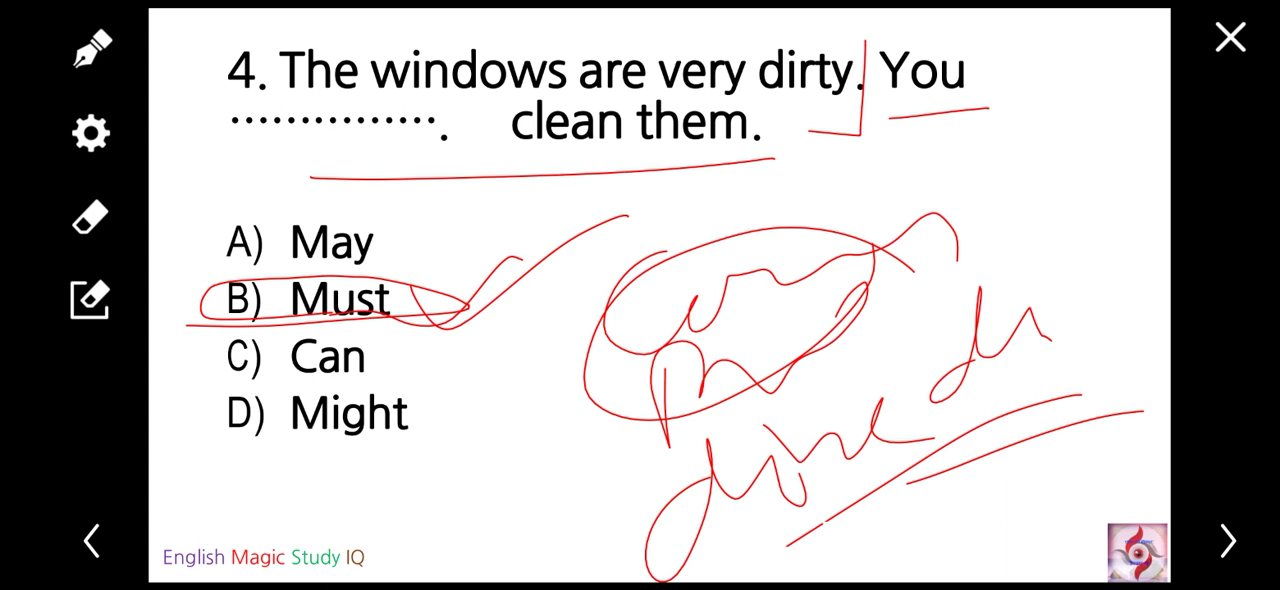 4. The windows are very dirty. You
................ clean them.
A) May
B) Must
C) Can
D) Might
English Magic Study IQ